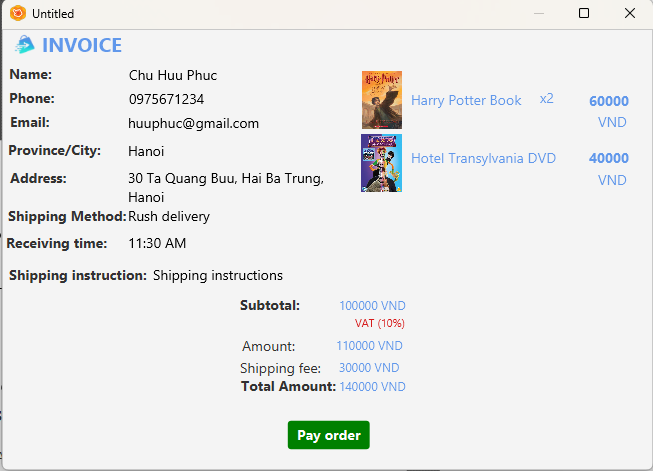 Untitled
INVOICE
Name: Chu Huu Phuc
Phone: 0975671234
Email: huuphuc@gmail.com
Province/City: Hanoi
Address: 30 Ta Quang Buu, Hai Ba Trung,
Hanoi
Shipping Method: Rush delivery
Receiving time: 11:30 AM
Shipping instruction: Shipping instructions
Harry Potter Book x2 60000
VND
Hotel Transylvania DVD 40000
VND
Subtotal: 100000 VND
VAT (10%)
Amount: 110000 VND
Shipping fee: 30000 VND
Total Amount: 140000 VND
Pay order